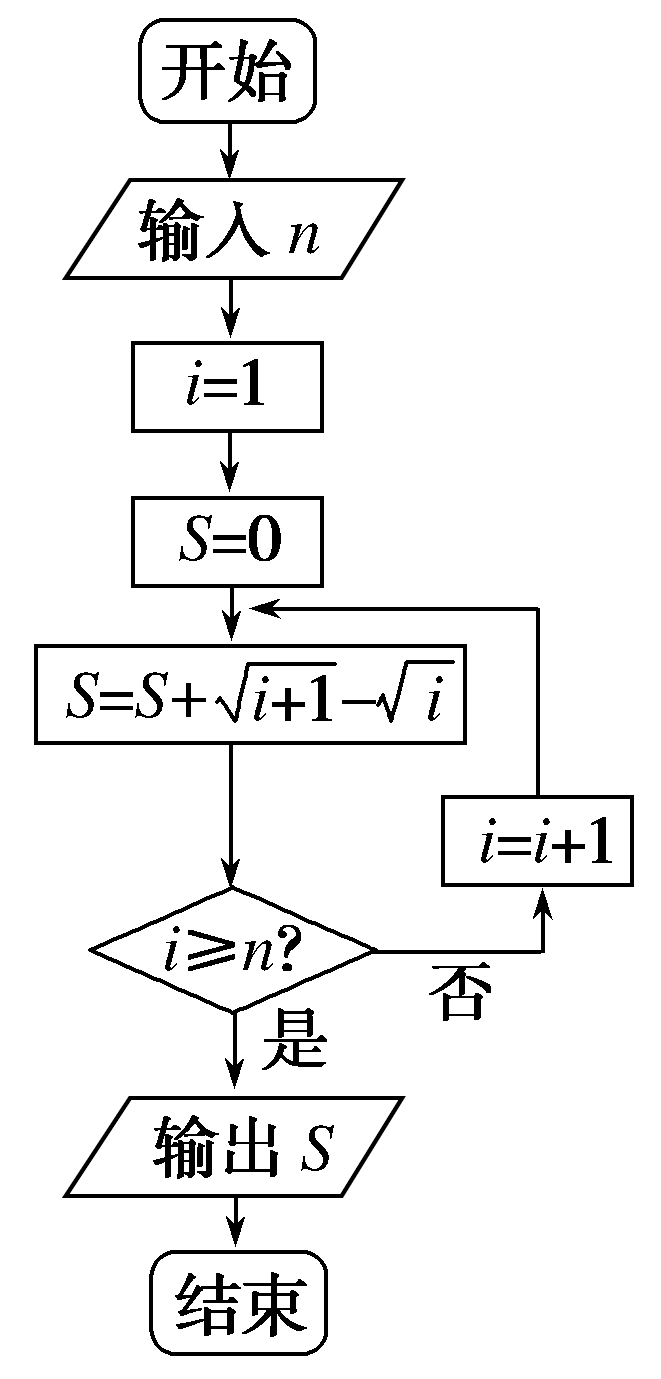 开始
输入 n
i=1
S=0
S=S+√i+1-√i
i=i+1
i≥n?
否
是
输出 S
结束